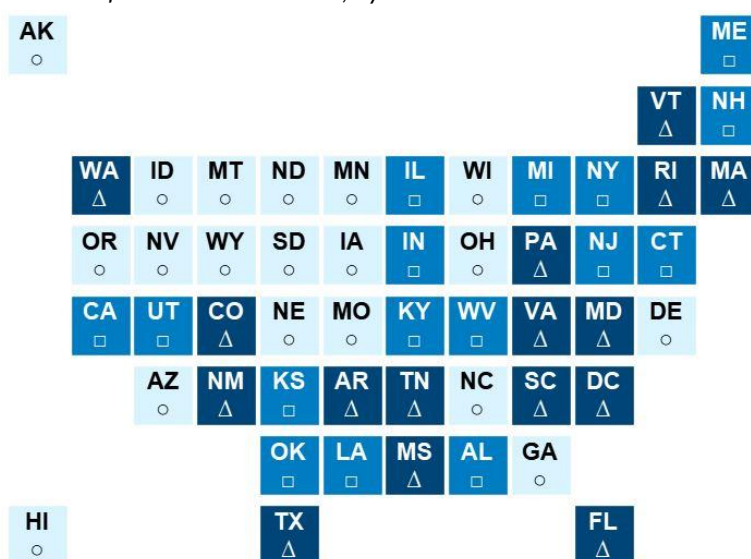 AK ME
○ □
VT NH
Δ □
WA ID MT ND MN IL WI MI NY RI MA
Δ ○ ○ ○ ○ □ ○ □ □ Δ Δ
OR NV WY SD IA IN OH PA NJ CT
○ ○ ○ ○ ○ □ ○ Δ □ □
CA UT CO NE MO KY WV VA MD DE
□ □ Δ ○ ○ □ □ Δ Δ ○
AZ NM KS AR TN NC SC DC
○ Δ □ Δ Δ ○ Δ Δ
OK LA MS AL GA
□ □ Δ □ ○
HI TX FL
○ Δ Δ